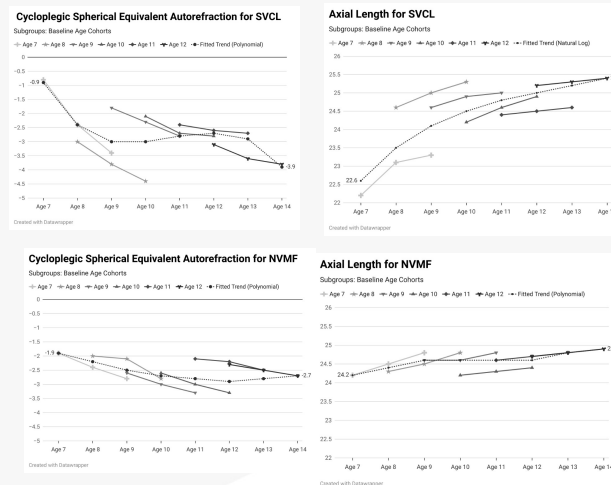 Cycloplegic Spherical Equivalent Autorefraction for SVCL
Subgroups: Baseline Age Cohorts
Age 7 Age 8 Age 9 Age 10 Age 11 Age 12 Fitted Trend (Polynomial)
0
−0.5
−0.9
−1
−1.5
−2
−2.5
−3
−3.5
−3.9
−4
−4.5
−5
Age 7 Age 8 Age 9 Age 10 Age 11 Age 12 Age 13 Age 14
Created with Datawrapper
Axial Length for SVCL
Subgroups: Baseline Age Cohorts
Age 7 Age 8 Age 9 Age 10 Age 11 Age 12 Fitted Trend (Natural Log)
26
25.5
25
24.5
24
23.5
23
22.6
22.5
22
Age 7 Age 8 Age 9 Age 10 Age 11 Age 12 Age 13 Age 1
Created with Datawrapper
Cycloplegic Spherical Equivalent Autorefraction for NVMF
Subgroups: Baseline Age Cohorts
Age 7 Age 8 Age 9 Age 10 Age 11 Age 12 Fitted Trend (Polynomial)
0
−0.5
−1
−1.5
−1.9
−2
−2.5
−2.7
−3
−3.5
−4
−4.5
−5
Age 7 Age 8 Age 9 Age 10 Age 11 Age 12 Age 13 Age 14
Created with Datawrapper
Axial Length for NVMF
Subgroups: Baseline Age Cohorts
Age 7 Age 8 Age 9 Age 10 Age 11 Age 12 Fitted Trend (Polynomial)
26
25.5
25
24.5
24.2
24
23.5
23
22.5
22
Age 7 Age 8 Age 9 Age 10 Age 11 Age 12 Age 13 Age 1
Created with Datawrapper